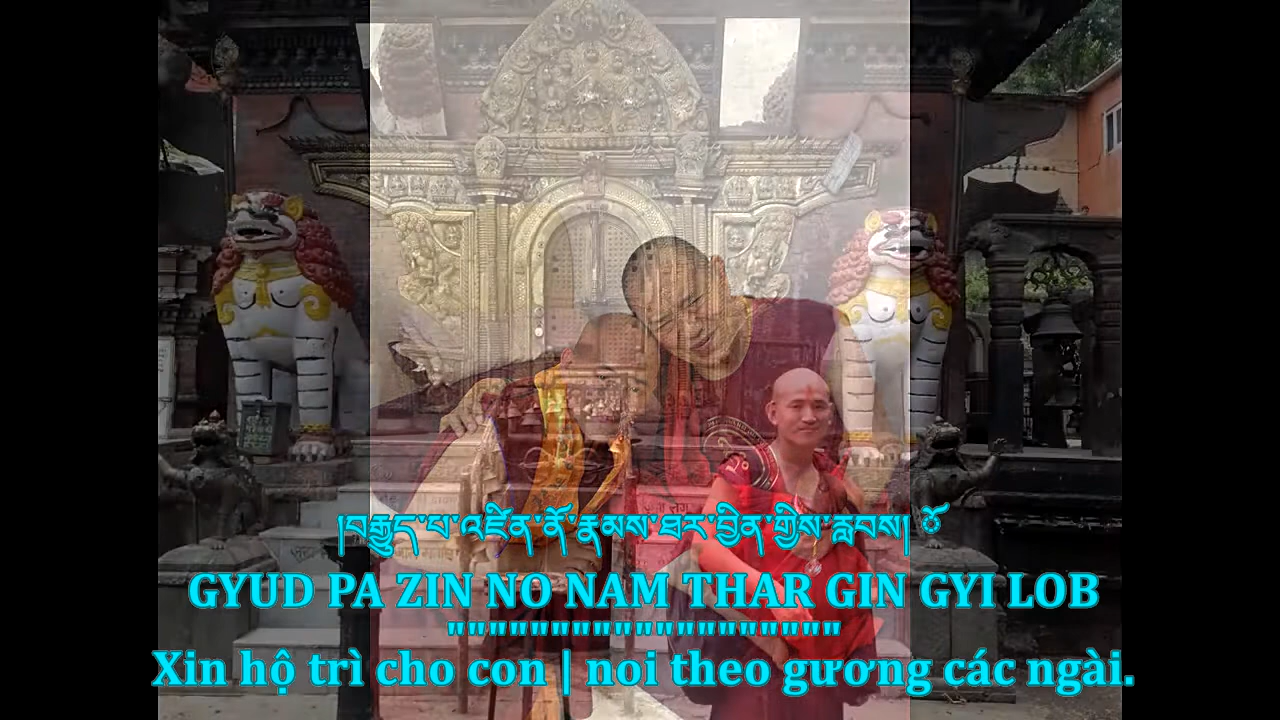 །བརྒྱུད་པ་འཛིན་ནོ་རྣམས་ཐར་བྱིན་གྱིས་རློབས།
GYUD PA ZIN NO NAM THAR GIN GYI LOB
"""""""""""""""""""
Xin hộ trì cho con | noi theo gương các ngài.